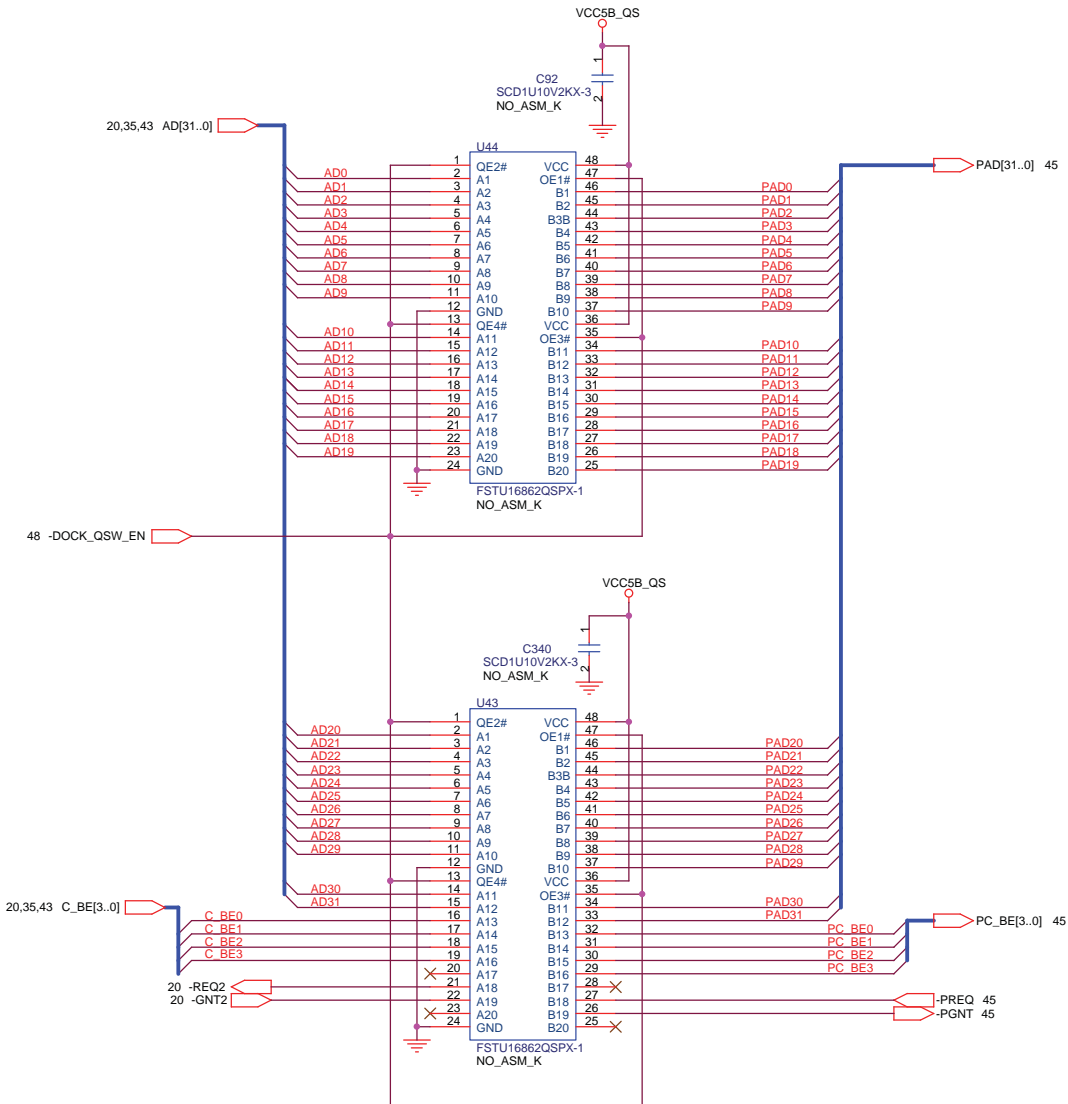 VCC5B_QS
1
C92
SCD1U10V2KX-3
2
NO_ASM_K
20,35,43 AD[31..0]
U44
PAD[31..0] 45
1 QE2# VCC 48
AD0 2 A1 OE1# 47
AD1 3 A2 B1 46 PAD0
AD2 4 A3 B2 45 PAD1
AD3 5 A4 B3B 44 PAD2
AD4 6 A5 B4 43 PAD3
AD5 7 A6 B5 42 PAD4
AD6 8 A7 B6 41 PAD5
AD7 9 A8 B7 40 PAD6
AD8 10 A9 B8 39 PAD7
AD9 11 A10 B9 38 PAD8
12 GND B10 37 PAD9
13 QE4# VCC 36
AD10 14 A11 OE3# 35
AD11 15 A12 B11 34 PAD10
AD12 16 A13 B12 33 PAD11
AD13 17 A14 B13 32 PAD12
AD14 18 A15 B14 31 PAD13
AD15 19 A16 B15 30 PAD14
AD16 20 A17 B16 29 PAD15
AD17 21 A18 B17 28 PAD16
AD18 22 A19 B18 27 PAD17
AD19 23 A20 B19 26 PAD18
24 GND B20 25 PAD19
FSTU16862QSPX-1
NO_ASM_K
48 -DOCK_QSW_EN
VCC5B_QS
1
C340
SCD1U10V2KX-3
2
NO_ASM_K
U43
1 QE2# VCC 48
AD20 2 A1 OE1# 47
AD21 3 A2 B1 46 PAD20
AD22 4 A3 B2 45 PAD21
AD23 5 A4 B3B 44 PAD22
AD24 6 A5 B4 43 PAD23
AD25 7 A6 B5 42 PAD24
AD26 8 A7 B6 41 PAD25
AD27 9 A8 B7 40 PAD26
AD28 10 A9 B8 39 PAD27
AD29 11 A10 B9 38 PAD28
12 GND B10 37 PAD29
13 QE4# VCC 36
AD30 14 A11 OE3# 35
AD31 15 A12 B11 34 PAD30
20,35,43 C_BE[3..0]
C_BE0 16 A13 B12 33 PAD31
PC_BE[3..0] 45
C_BE1 17 A14 B13 32 PC_BE0
C_BE2 18 A15 B14 31 PC_BE1
C_BE3 19 A16 B15 30 PC_BE2
20 A17 B16 29 PC_BE3
20 -REQ2 21 A18 B17 28
20 -GNT2 22 A19 B18 27 -PREQ 45
23 A20 B19 26 -PGNT 45
24 GND B20 25
FSTU16862QSPX-1
NO_ASM_K